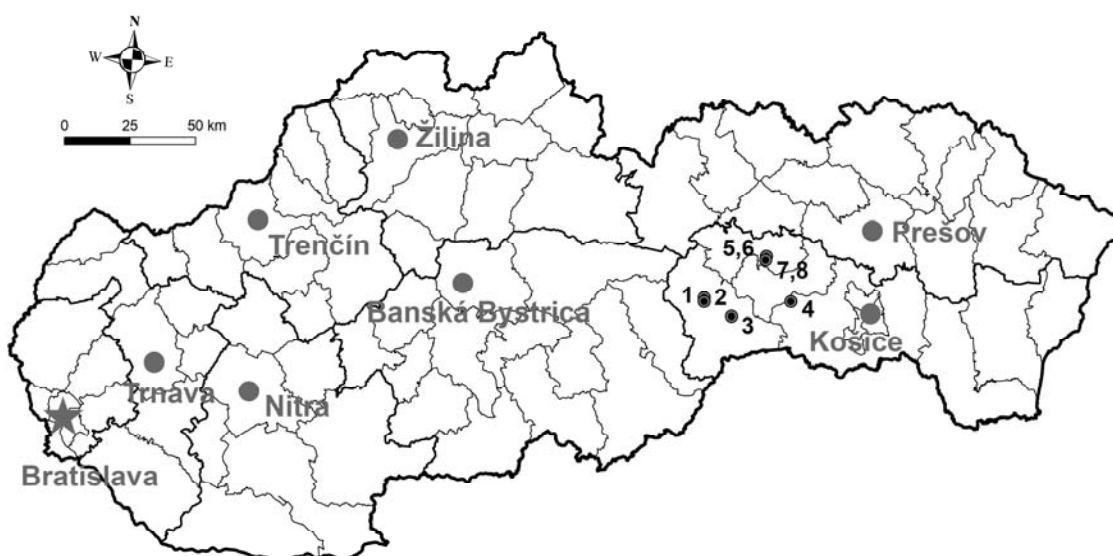 N
W E
S
0 25 50 km
Žilina
Trenčín
Prešov
5,6
7,8
Banská Bystrica
1 2
4
3
Košice
Trnava
Nitra
Bratislava